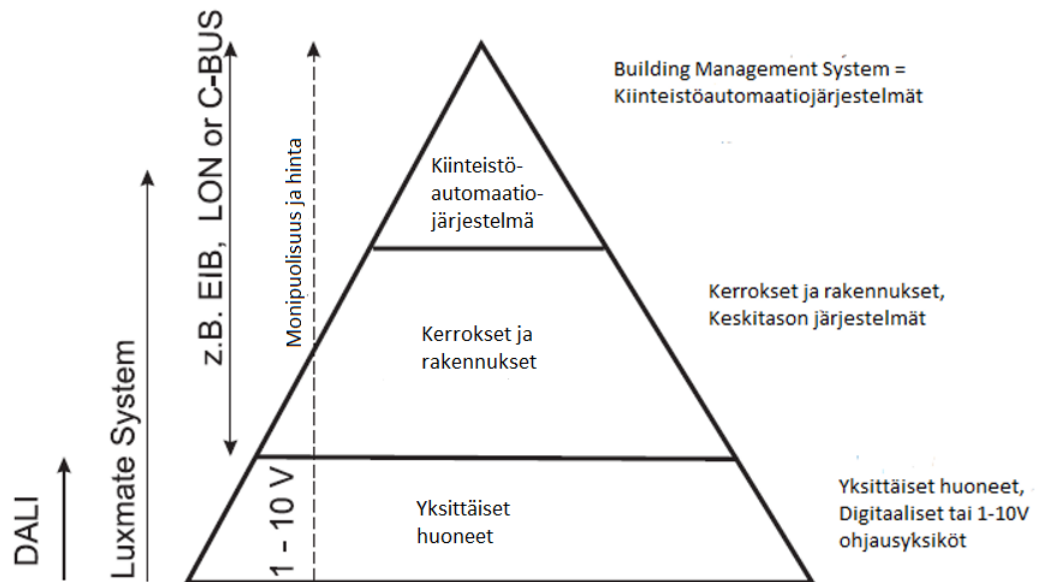 DALI
Luxmate System
z.B. EIB, LON or C-BUS
Monipuolisuus ja hinta
1 - 10 V
Kiinteistö-
automaatio-
järjestelmä
Kerrokset ja
rakennukset
Yksittäiset
huoneet
Building Management System =
Kiinteistöautomaatiojärjestelmät
Kerrokset ja rakennukset,
Keskitason järjestelmät
Yksittäiset huoneet,
Digitaaliset tai 1-10V
ohjausyksiköt